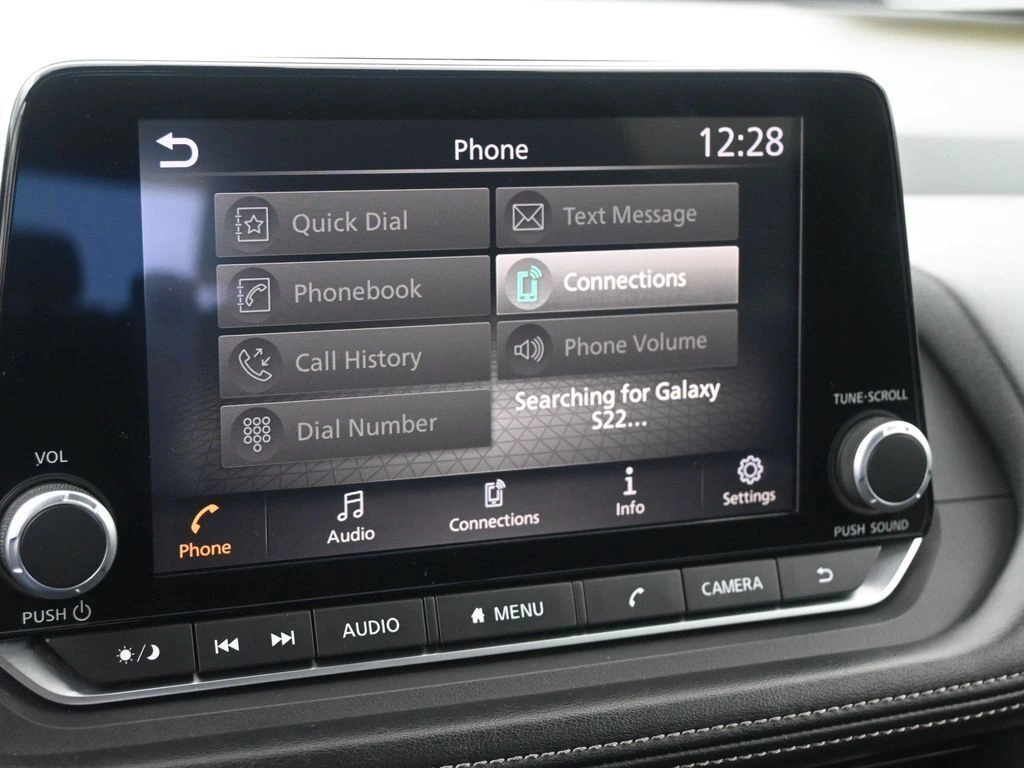 Phone
12:28
Quick Dial
Text Message
Phonebook
Connections
Call History
Phone Volume
Dial Number
Searching for Galaxy
S22...
Phone
Audio
Connections
Info
Settings
VOL
PUSH
TUNE·SCROLL
PUSH SOUND
AUDIO
MENU
CAMERA